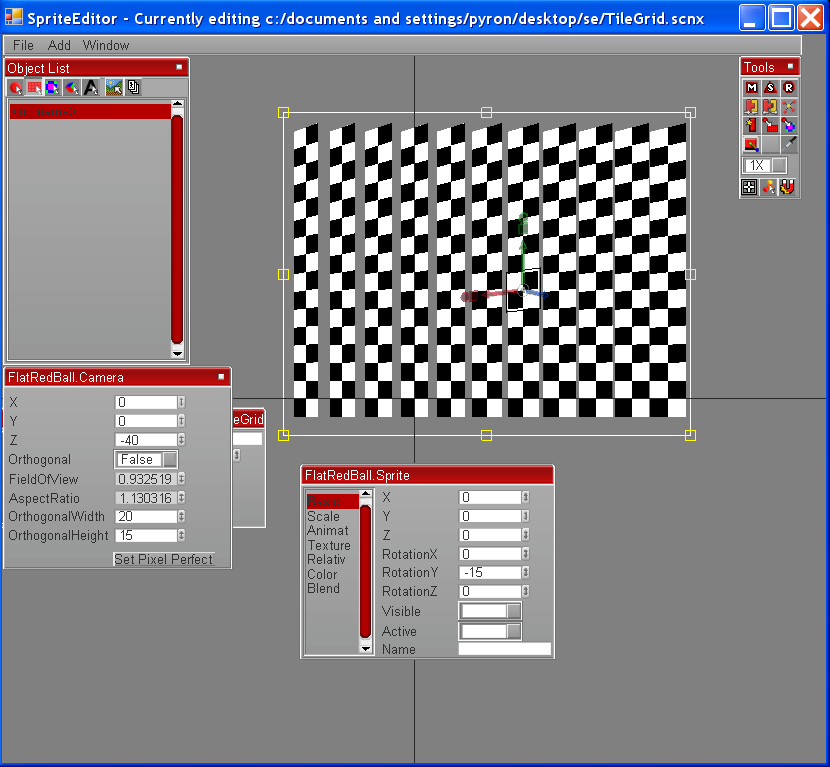 SpriteEditor - Currently editing c:/documents and settings/pyron/desktop/se/TileGrid.scnx
File Add Window
Object List
Tools
M S R
1X
FlatRedBall.Camera
X 0
Y 0
Z -40
Orthogonal False
FieldOfView 0.932519
AspectRatio 1.130316
OrthogonalWidth 20
OrthogonalHeight 15
Set Pixel Perfect
eGrid
FlatRedBall.Sprite
Basic
Scale
Animat
Texture
Relativ
Color
Blend
X 0
Y 0
Z 0
RotationX 0
RotationY -15
RotationZ 0
Visible
Active
Name